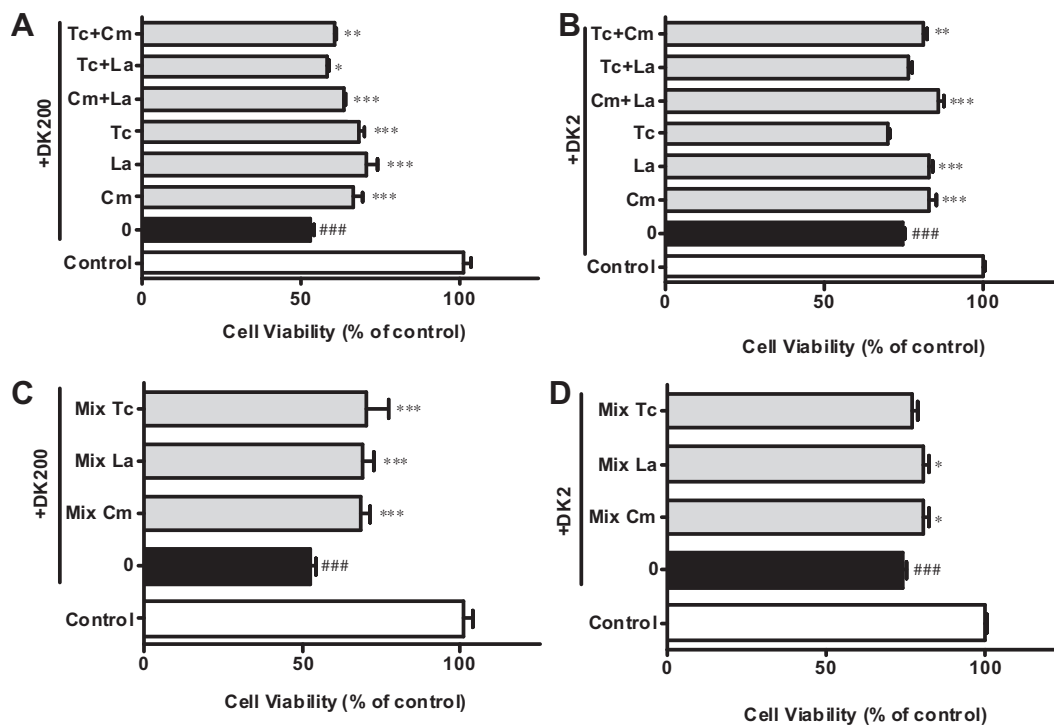 A
+DK200
Tc+Cm **
Tc+La *
Cm+La ***
Tc ***
La ***
Cm ***
0 ###
Control
0 50 100
Cell Viability (% of control)
B
+DK2
Tc+Cm **
Tc+La
Cm+La ***
Tc
La ***
Cm ***
0 ###
Control
0 50 100
Cell Viability (% of control)
C
+DK200
Mix Tc ***
Mix La ***
Mix Cm ***
0 ###
Control
0 50 100
Cell Viability (% of control)
D
+DK2
Mix Tc
Mix La *
Mix Cm *
0 ###
Control
0 50 100
Cell Viability (% of control)